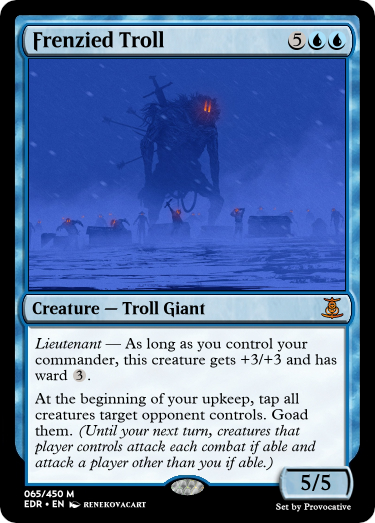 Frenzied Troll 5
Creature — Troll Giant
Lieutenant — As long as you control your
commander, this creature gets +3/+3 and has
ward 3.
At the beginning of your upkeep, tap all
creatures target opponent controls. Goad
them. (Until your next turn, creatures that
player controls attack each combat if able and
attack a player other than you if able.)
5/5
065/450 M
EDR • EN RENEKOVACART
Set by Provocative